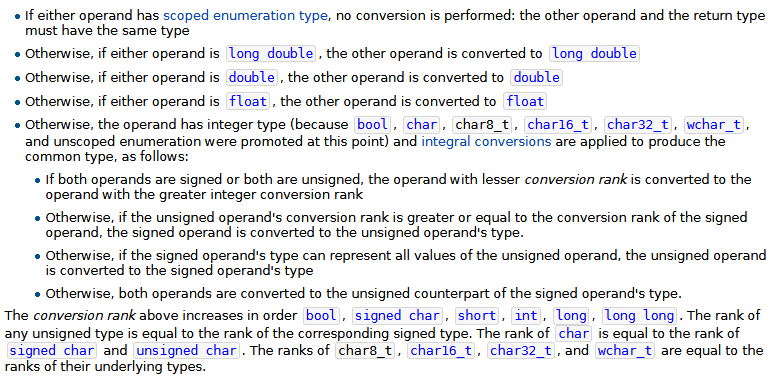 • If either operand has scoped enumeration type, no conversion is performed: the other operand and the return type
must have the same type
• Otherwise, if either operand is long double, the other operand is converted to long double
• Otherwise, if either operand is double, the other operand is converted to double
• Otherwise, if either operand is float, the other operand is converted to float
• Otherwise, the operand has integer type (because bool, char, char8_t, char16_t, char32_t, wchar_t,
and unscoped enumeration were promoted at this point) and integral conversions are applied to produce the
common type, as follows:
• If both operands are signed or both are unsigned, the operand with lesser conversion rank is converted to the
operand with the greater integer conversion rank
• Otherwise, if the unsigned operand's conversion rank is greater or equal to the conversion rank of the signed
operand, the signed operand is converted to the unsigned operand's type.
• Otherwise, if the signed operand's type can represent all values of the unsigned operand, the unsigned operand
is converted to the signed operand's type
• Otherwise, both operands are converted to the unsigned counterpart of the signed operand's type.
The conversion rank above increases in order bool, signed char, short, int, long, long long. The rank of
any unsigned type is equal to the rank of the corresponding signed type. The rank of char is equal to the rank of
signed char and unsigned char. The ranks of char8_t, char16_t, char32_t, and wchar_t are equal to the
ranks of their underlying types.